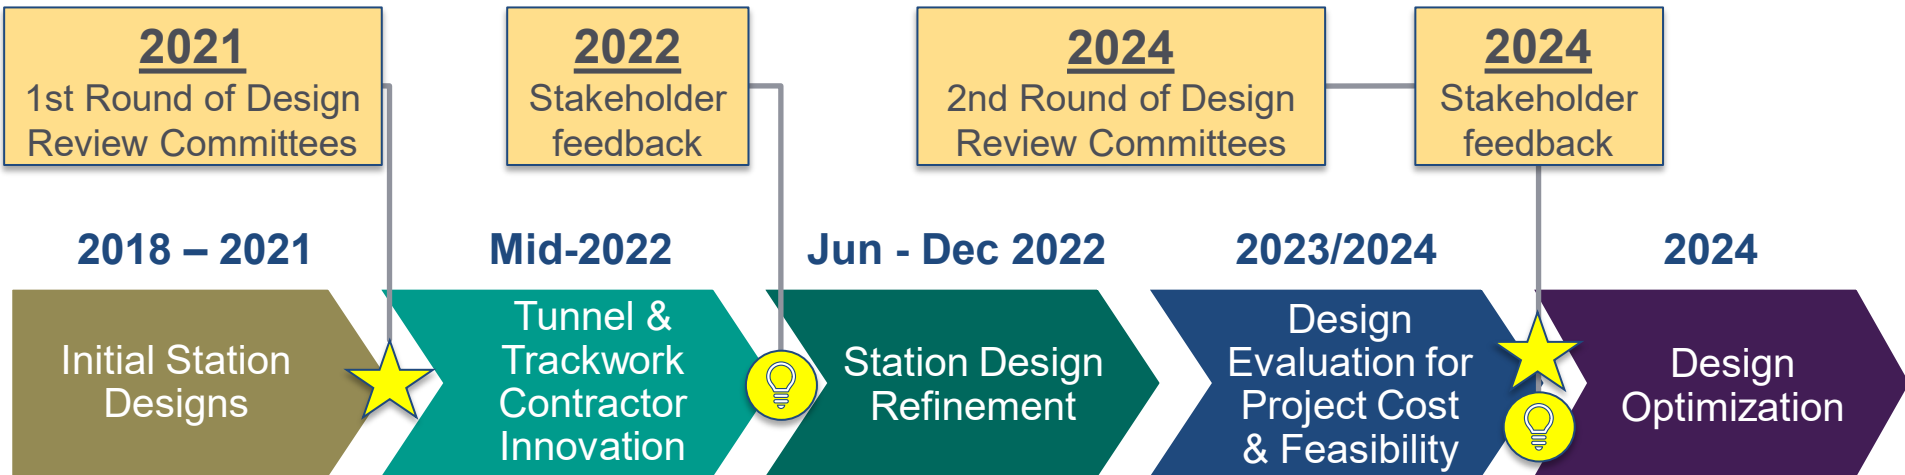 2021
1st Round of Design
Review Committees
2022
Stakeholder
feedback
2024
2nd Round of Design
Review Committees
2024
Stakeholder
feedback
2018 – 2021
Mid-2022
Jun - Dec 2022
2023/2024
2024
Initial Station
Designs
Tunnel &
Trackwork
Contractor
Innovation
Station Design
Refinement
Design
Evaluation for
Project Cost
& Feasibility
Design
Optimization